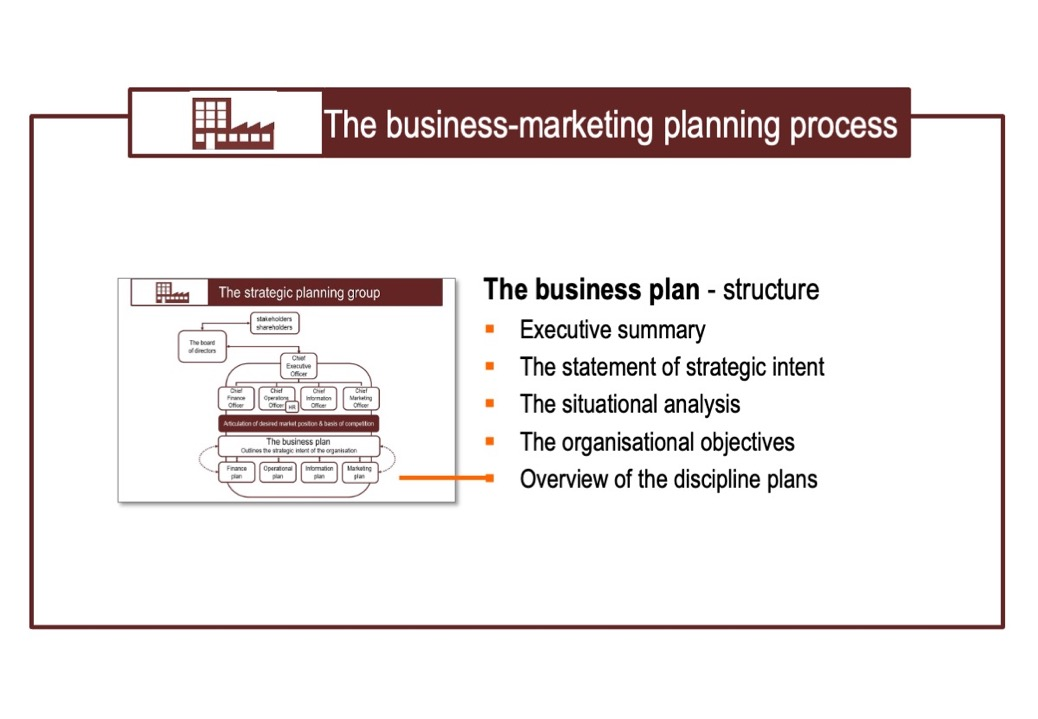 The business-marketing planning process
The strategic planning group
stakeholders
shareholders
The board
of directors
Chief
Executive
Officer
Chief
Finance
Officer
Chief
Operations
Officer
HR
Chief
Information
Officer
Chief
Marketing
Officer
Articulation of desired market position & basis of competition
The business plan
Outlines the strategic intent of the organisation
Finance
plan
Operational
plan
Information
plan
Marketing
plan
The business plan - structure
Executive summary
The statement of strategic intent
The situational analysis
The organisational objectives
Overview of the discipline plans